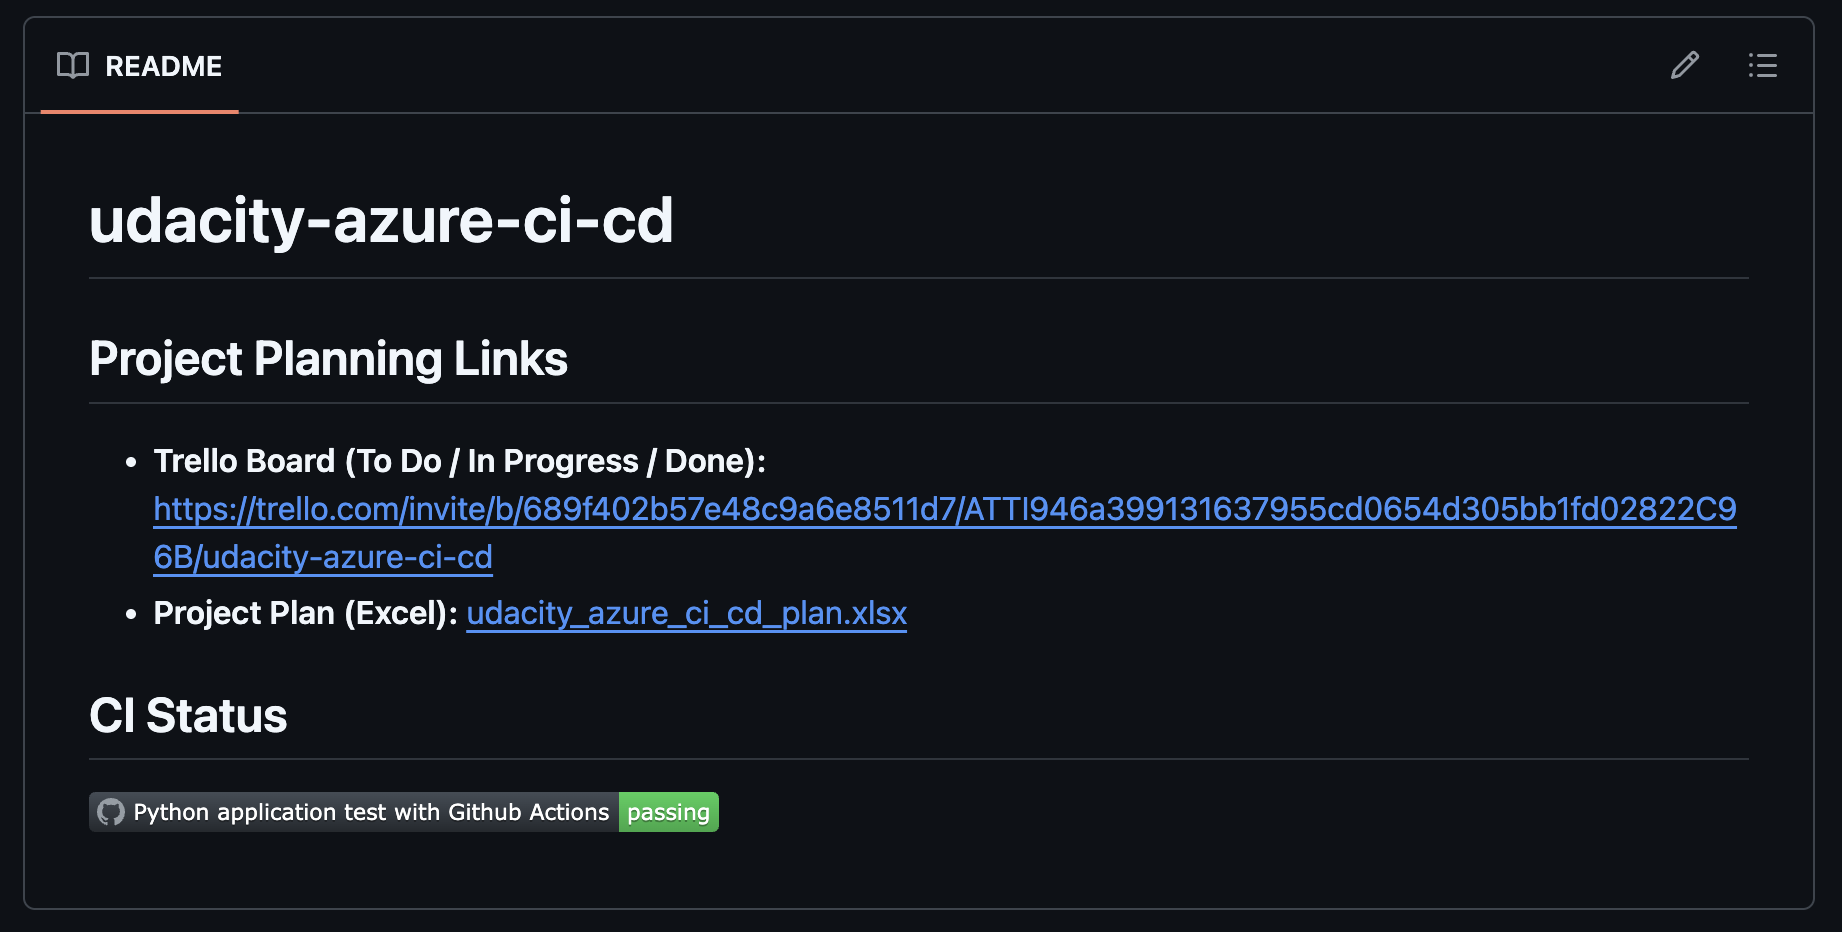 README
udacity-azure-ci-cd
Project Planning Links
• Trello Board (To Do / In Progress / Done):
https://trello.com/invite/b/689f402b57e48c9a6e8511d7/ATTI946a399131637955cd0654d305bb1fd02822C9
6B/udacity-azure-ci-cd
• Project Plan (Excel): udacity_azure_ci_cd_plan.xlsx
CI Status
Python application test with Github Actions passing